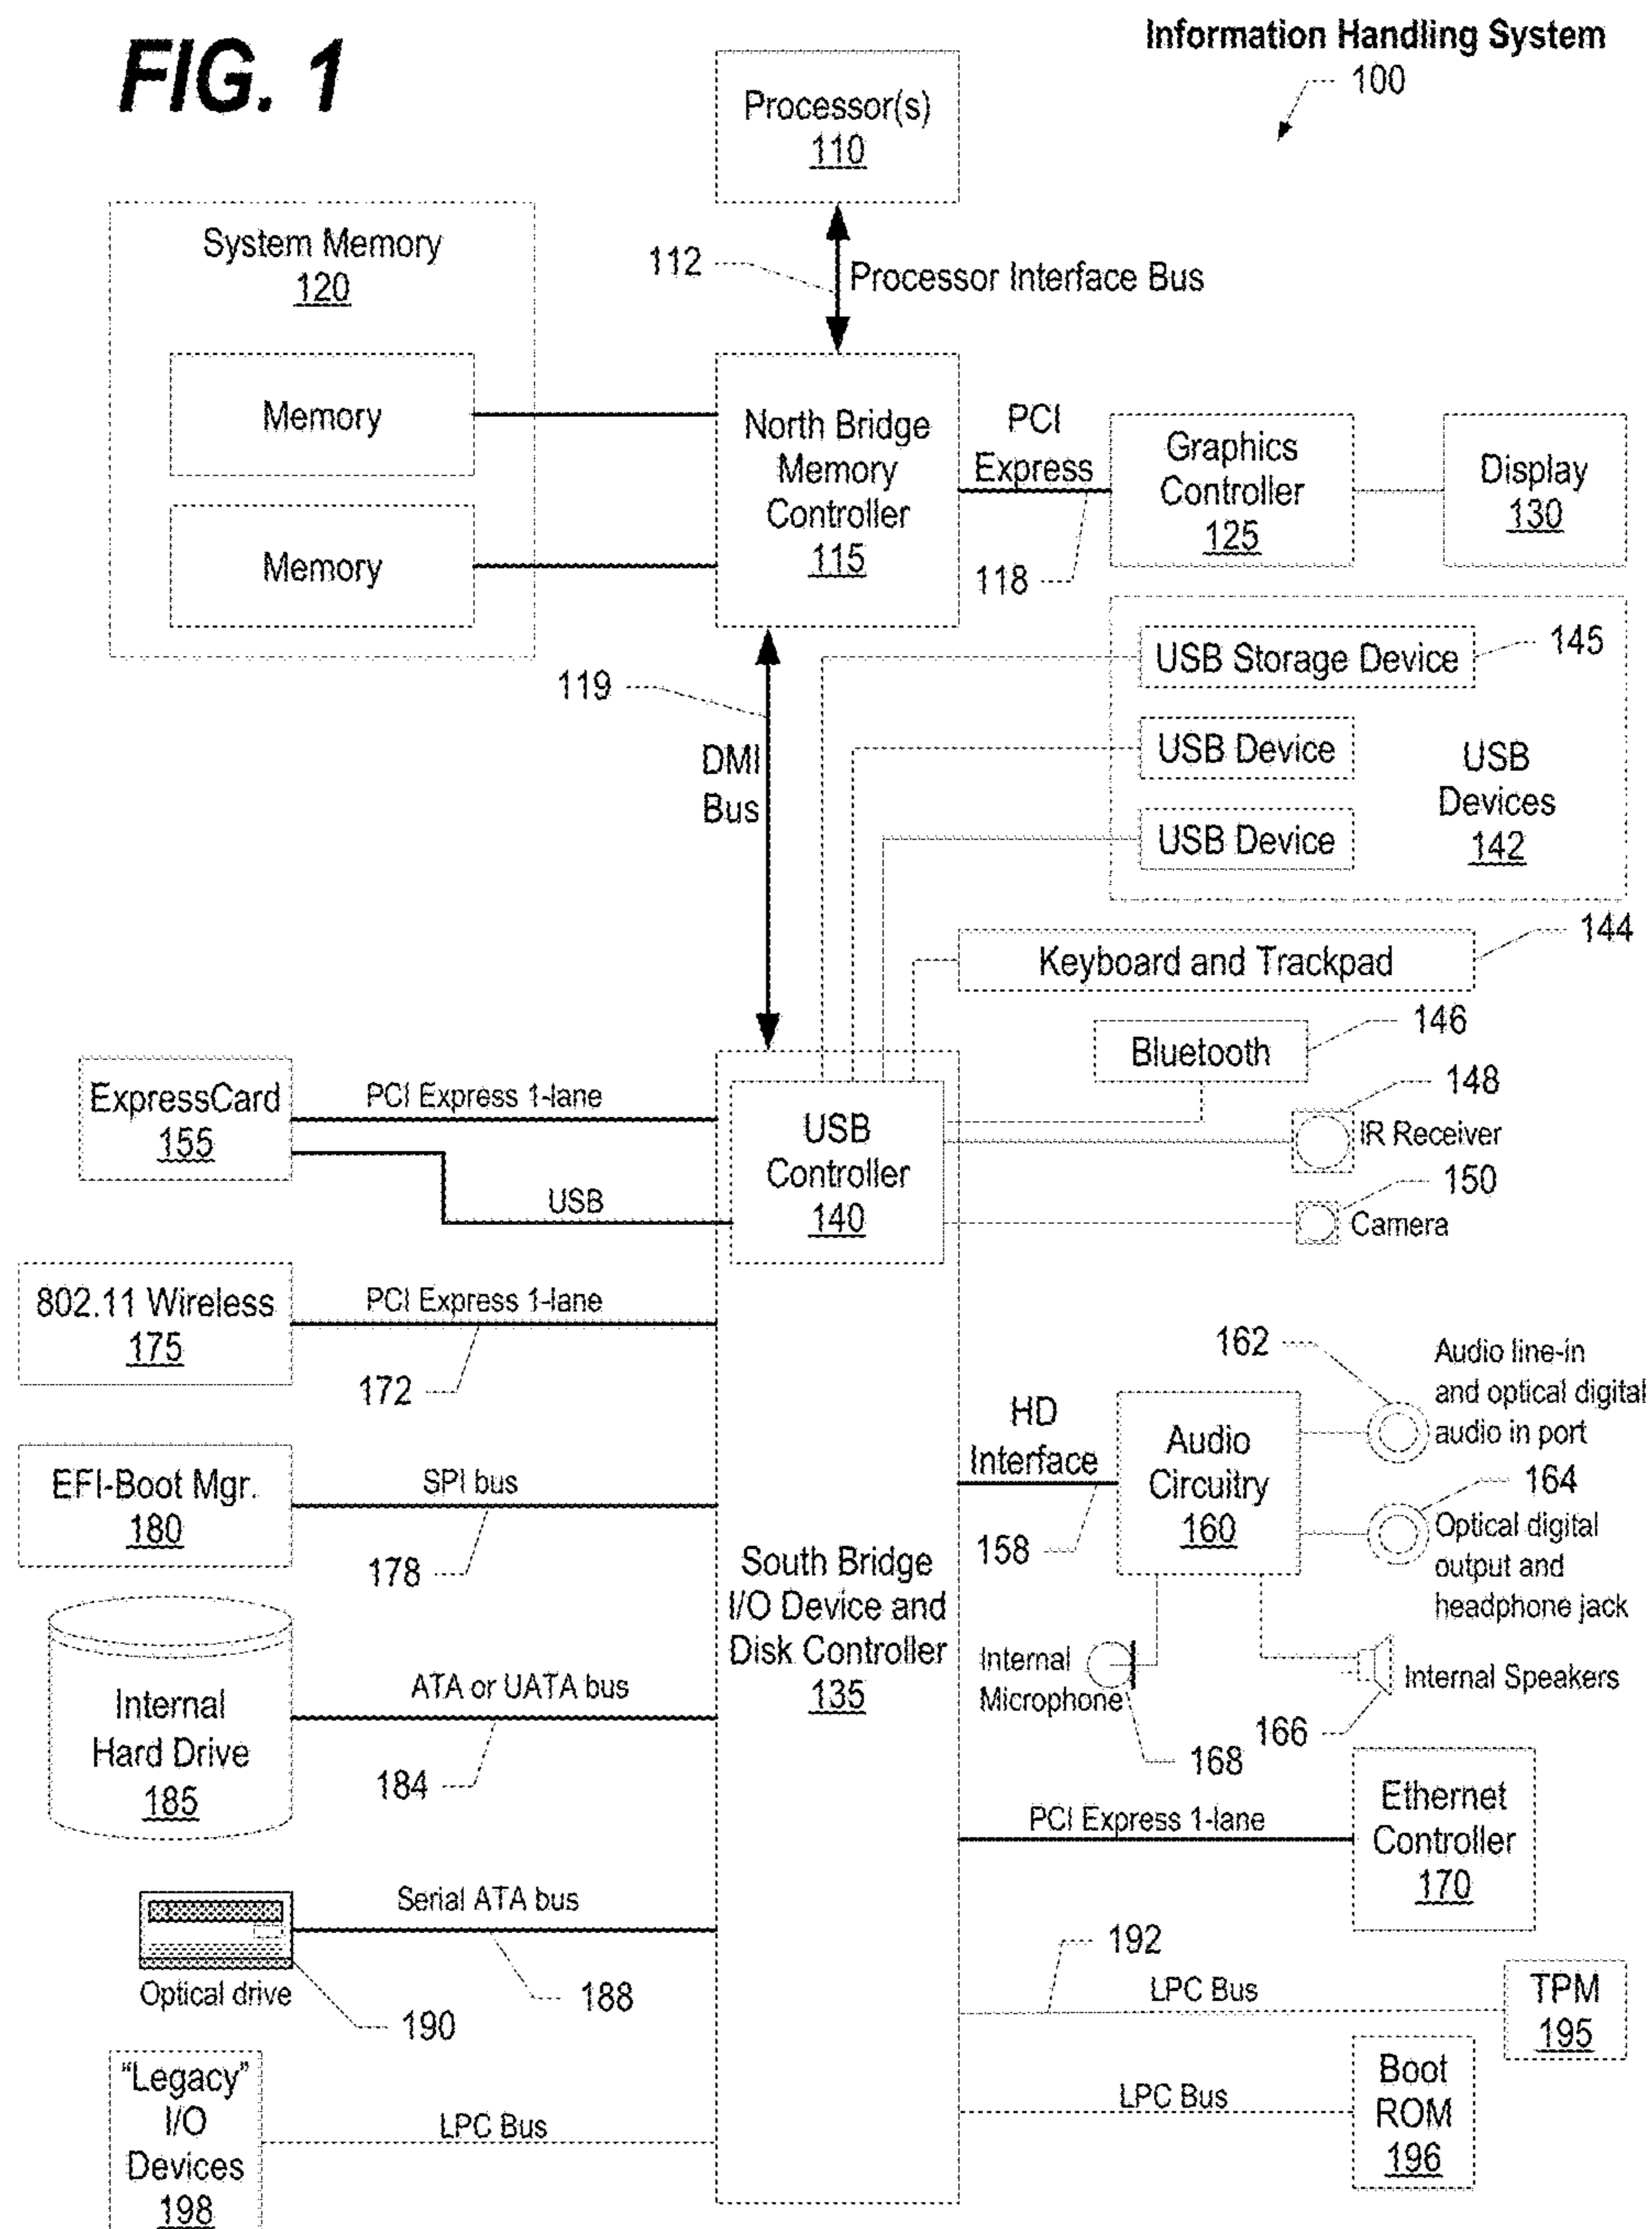 FIG. 1
Information Handling System
100
Processor(s)
110
112
Processor Interface Bus
System Memory
120
Memory
Memory
North Bridge
Memory
Controller
115
PCI
Express
118
Graphics
Controller
125
Display
130
119
DMI
Bus
USB Storage Device
145
USB Device
USB Device
USB
Devices
142
144
Keyboard and Trackpad
146
Bluetooth
148
IR Receiver
150
Camera
ExpressCard
155
PCI Express 1-lane
USB
USB
Controller
140
802.11 Wireless
175
PCI Express 1-lane
172
162
Audio line-in
and optical digital
audio in port
HD
Interface
158
Audio
Circuitry
160
164
Optical digital
output and
headphone jack
EFI-Boot Mgr.
180
SPI bus
178
South Bridge
I/O Device and
Disk Controller
135
Internal
Microphone
168
Internal Speakers
166
Internal
Hard Drive
185
ATA or UATA bus
184
PCI Express 1-lane
Ethernet
Controller
170
Serial ATA bus
188
Optical drive
190
192
LPC Bus
TPM
195
"Legacy"
I/O
Devices
198
LPC Bus
LPC Bus
Boot
ROM
196